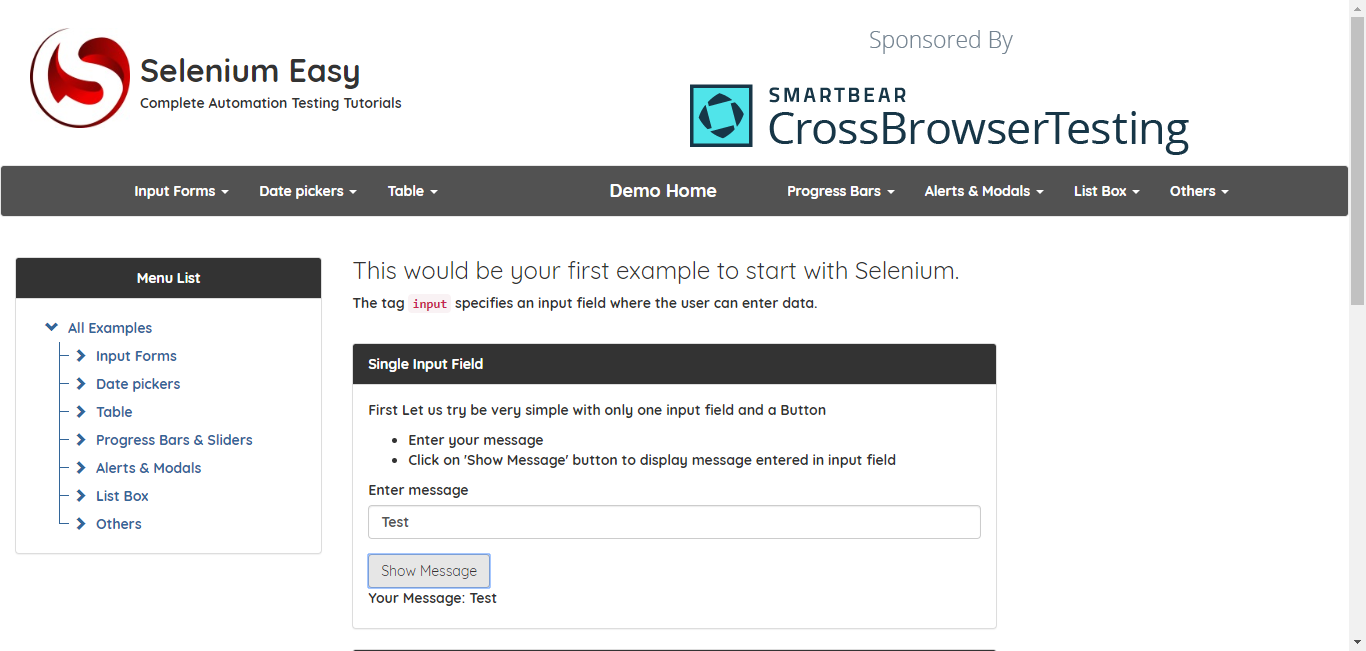 Selenium Easy
Complete Automation Testing Tutorials
Sponsored By
SMARTBEAR
CrossBrowserTesting
Input Forms Date pickers Table Demo Home Progress Bars Alerts & Modals List Box Others
Menu List
All Examples
Input Forms
Date pickers
Table
Progress Bars & Sliders
Alerts & Modals
List Box
Others
This would be your first example to start with Selenium.
The tag input specifies an input field where the user can enter data.
Single Input Field
First Let us try be very simple with only one input field and a Button
• Enter your message
• Click on 'Show Message' button to display message entered in input field
Enter message
Test
Show Message
Your Message: Test